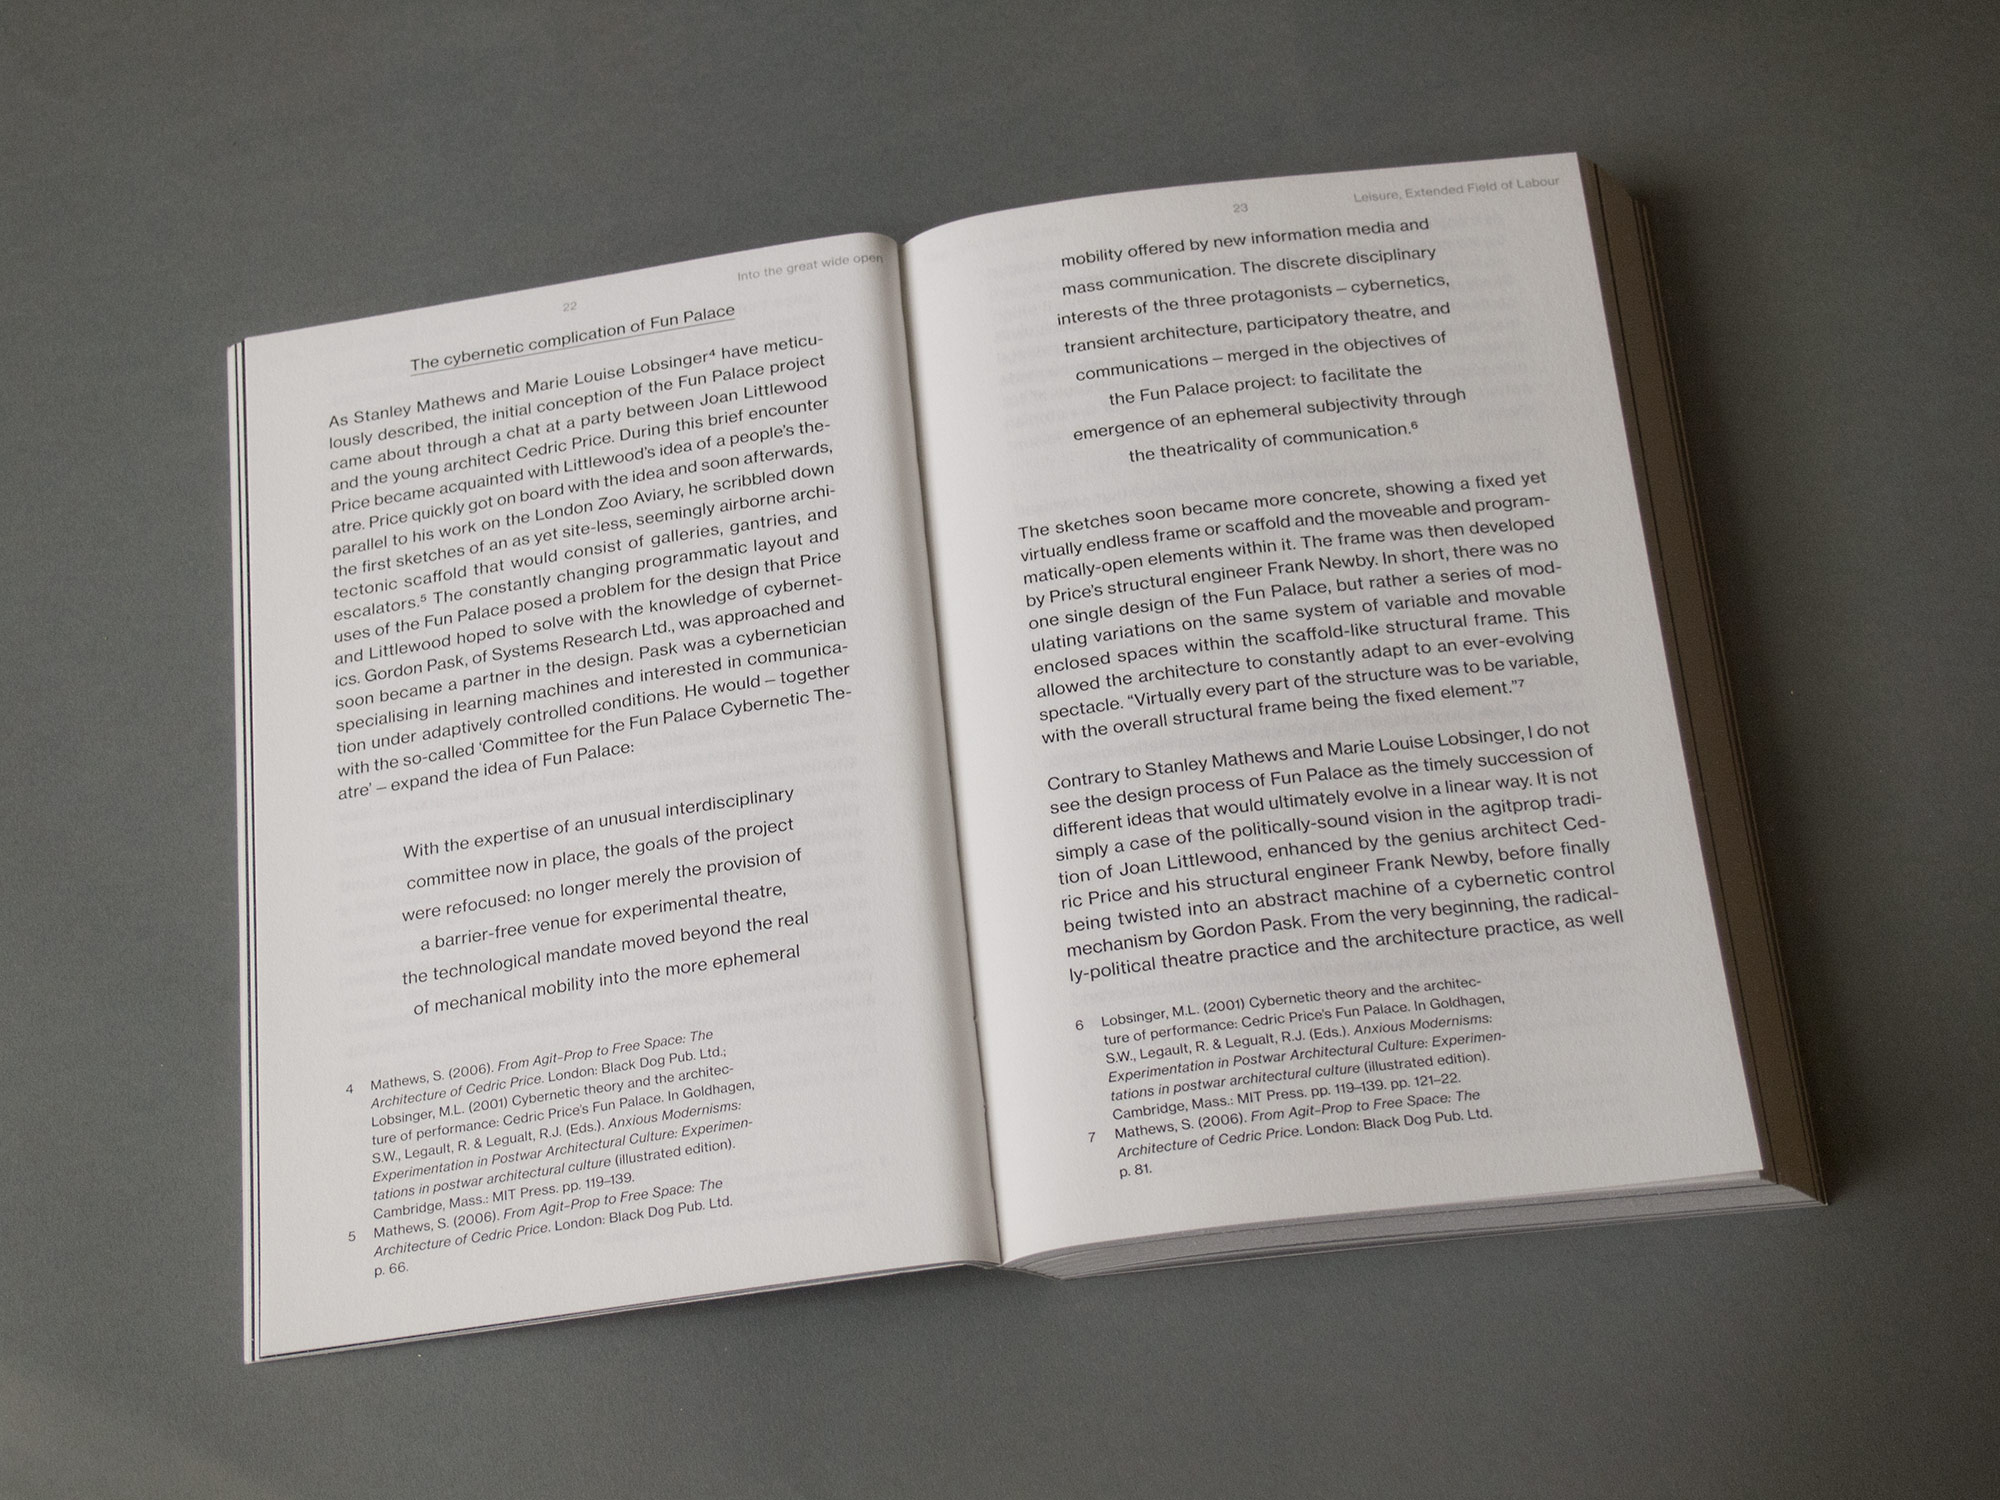 Into the great wide open
22
The cybernetic complication of Fun Palace
As Stanley Mathews and Marie Louise Lobsinger⁴ have meticu-
lously described, the initial conception of the Fun Palace project
came about through a chat at a party between Joan Littlewood
and the young architect Cedric Price. During this brief encounter
Price became acquainted with Littlewood's idea of a people's the-
atre. Price quickly got on board with the idea and soon afterwards,
parallel to his work on the London Zoo Aviary, he scribbled down
the first sketches of an as yet site-less, seemingly airborne archi-
tectonic scaffold that would consist of galleries, gantries, and
escalators.⁵ The constantly changing programmatic layout and
uses of the Fun Palace posed a problem for the design that Price
and Littlewood hoped to solve with the knowledge of cybernet-
ics. Gordon Pask, of Systems Research Ltd., was approached and
soon became a partner in the design. Pask was a cybernetician
specialising in learning machines and interested in communica-
tion under adaptively controlled conditions. He would – together
with the so-called ‘Committee for the Fun Palace Cybernetic The-
atre’ – expand the idea of Fun Palace:
With the expertise of an unusual interdisciplinary
committee now in place, the goals of the project
were refocused: no longer merely the provision of
a barrier-free venue for experimental theatre,
the technological mandate moved beyond the real
of mechanical mobility into the more ephemeral
4 Mathews, S. (2006). From Agit-Prop to Free Space: The
Architecture of Cedric Price. London: Black Dog Pub. Ltd.;
Lobsinger, M.L. (2001) Cybernetic theory and the architec-
ture of performance: Cedric Price's Fun Palace. In Goldhagen,
S.W., Legault, R. & Legualt, R.J. (Eds.). Anxious Modernisms:
Experimentation in Postwar Architectural Culture: Experimen-
tations in postwar architectural culture (illustrated edition).
Cambridge, Mass.: MIT Press. pp. 119–139.
5 Mathews, S. (2006). From Agit-Prop to Free Space: The
Architecture of Cedric Price. London: Black Dog Pub. Ltd.
p. 66.
Leisure, Extended Field of Labour
23
mobility offered by new information media and
mass communication. The discrete disciplinary
interests of the three protagonists – cybernetics,
transient architecture, participatory theatre, and
communications – merged in the objectives of
the Fun Palace project: to facilitate the
emergence of an ephemeral subjectivity through
the theatricality of communication.⁶
The sketches soon became more concrete, showing a fixed yet
virtually endless frame or scaffold and the moveable and program-
matically-open elements within it. The frame was then developed
by Price's structural engineer Frank Newby. In short, there was no
one single design of the Fun Palace, but rather a series of mod-
ulating variations on the same system of variable and movable
enclosed spaces within the scaffold-like structural frame. This
allowed the architecture to constantly adapt to an ever-evolving
spectacle. “Virtually every part of the structure was to be variable,
with the overall structural frame being the fixed element.”⁷
Contrary to Stanley Mathews and Marie Louise Lobsinger, I do not
see the design process of Fun Palace as the timely succession of
different ideas that would ultimately evolve in a linear way. It is not
simply a case of the politically-sound vision in the agitprop tradi-
tion of Joan Littlewood, enhanced by the genius architect Ced-
ric Price and his structural engineer Frank Newby, before finally
being twisted into an abstract machine of a cybernetic control
mechanism by Gordon Pask. From the very beginning, the radical-
ly-political theatre practice and the architecture practice, as well
6 Lobsinger, M.L. (2001) Cybernetic theory and the architec-
ture of performance: Cedric Price's Fun Palace. In Goldhagen,
S.W., Legault, R. & Legualt, R.J. (Eds.). Anxious Modernisms:
Experimentation in Postwar Architectural Culture: Experimen-
tations in postwar architectural culture (illustrated edition).
Cambridge, Mass.: MIT Press. pp. 119–139. pp. 121–22.
7 Mathews, S. (2006). From Agit-Prop to Free Space: The
Architecture of Cedric Price. London: Black Dog Pub. Ltd.
p. 81.